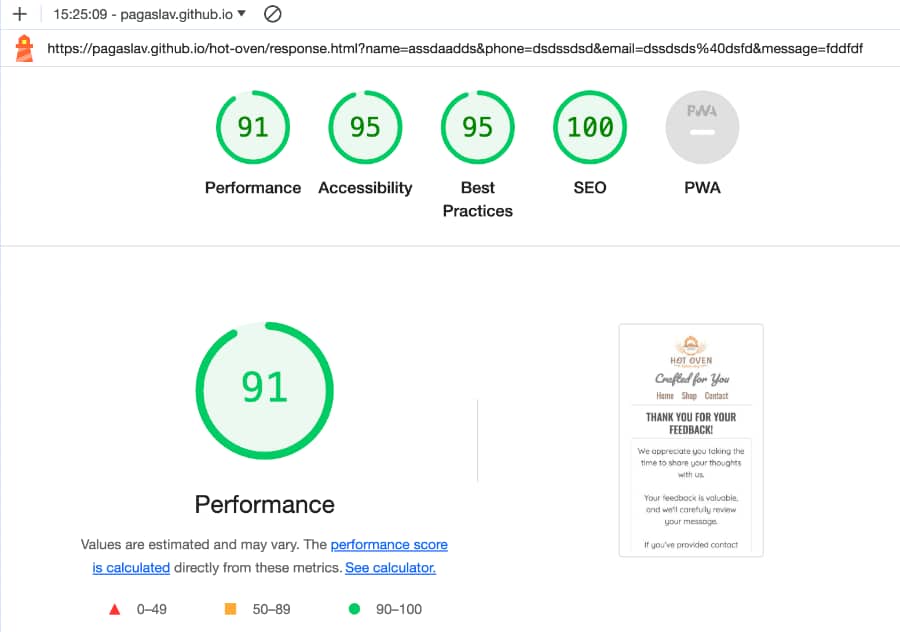 15:25:09 - pagaslav.github.io
https://pagaslav.github.io/hot-oven/response.html?name=assdaadds&phone=dsdssdsd&email=dssdsds%40dsfd&message=fddfdf
91 95 95 100 PWA
Performance Accessibility Best Practices SEO PWA
91
Performance
Values are estimated and may vary. The performance score
is calculated directly from these metrics. See calculator.
0–49 50–89 90–100
HOT OVEN
Crafted for You
Home Shop Contact
THANK YOU FOR YOUR
FEEDBACK!
We appreciate you taking the
time to share your thoughts
with us.
Your feedback is valuable,
and we'll carefully review
your message.
If you've provided contact